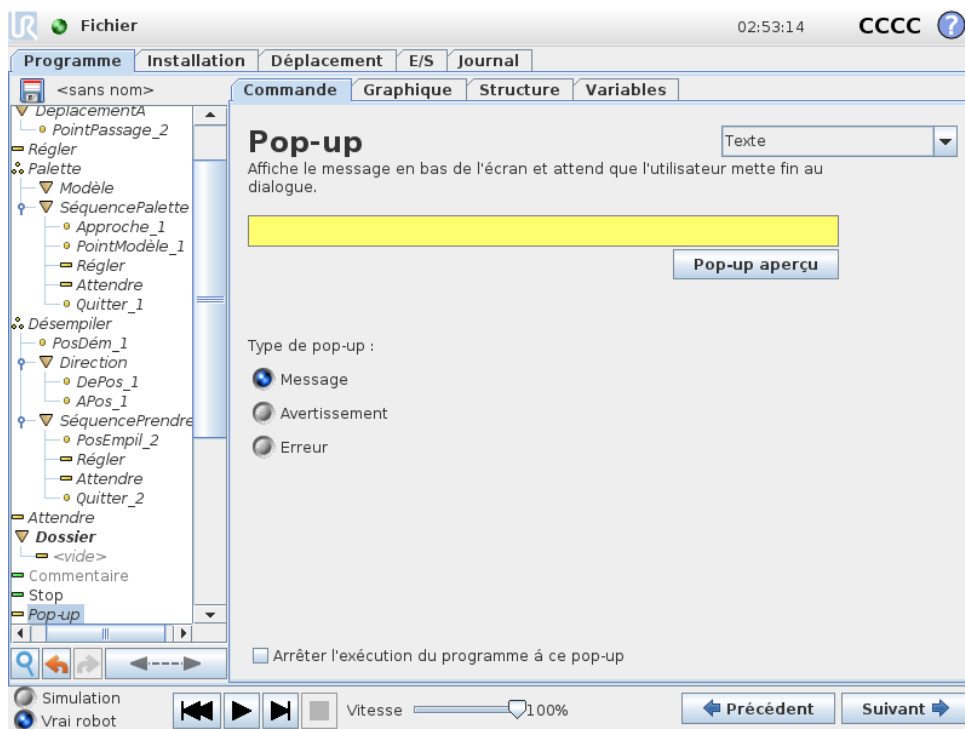 UR Fichier 02:53:14 CCCC ?
Programme Installation Déplacement E/S Journal
<sans nom> Commande Graphique Structure Variables
DéplacementA
PointPassage_2
Régler
Palette
Modèle
SéquencePalette
Approche_1
PointModèle_1
Régler
Attendre
Quitter_1
Désempiler
PosDém_1
Direction
DePos_1
APos_1
SéquencePrendre
PosEmpil_2
Régler
Attendre
Quitter_2
Attendre
Dossier
<vide>
Commentaire
Stop
Pop-up
Pop-up Texte
Affiche le message en bas de l'écran et attend que l'utilisateur mette fin au
dialogue.
Pop-up aperçu
Type de pop-up :
Message
Avertissement
Erreur
Arrêter l'exécution du programme á ce pop-up
Simulation
Vrai robot
Vitesse 100%
Précédent Suivant